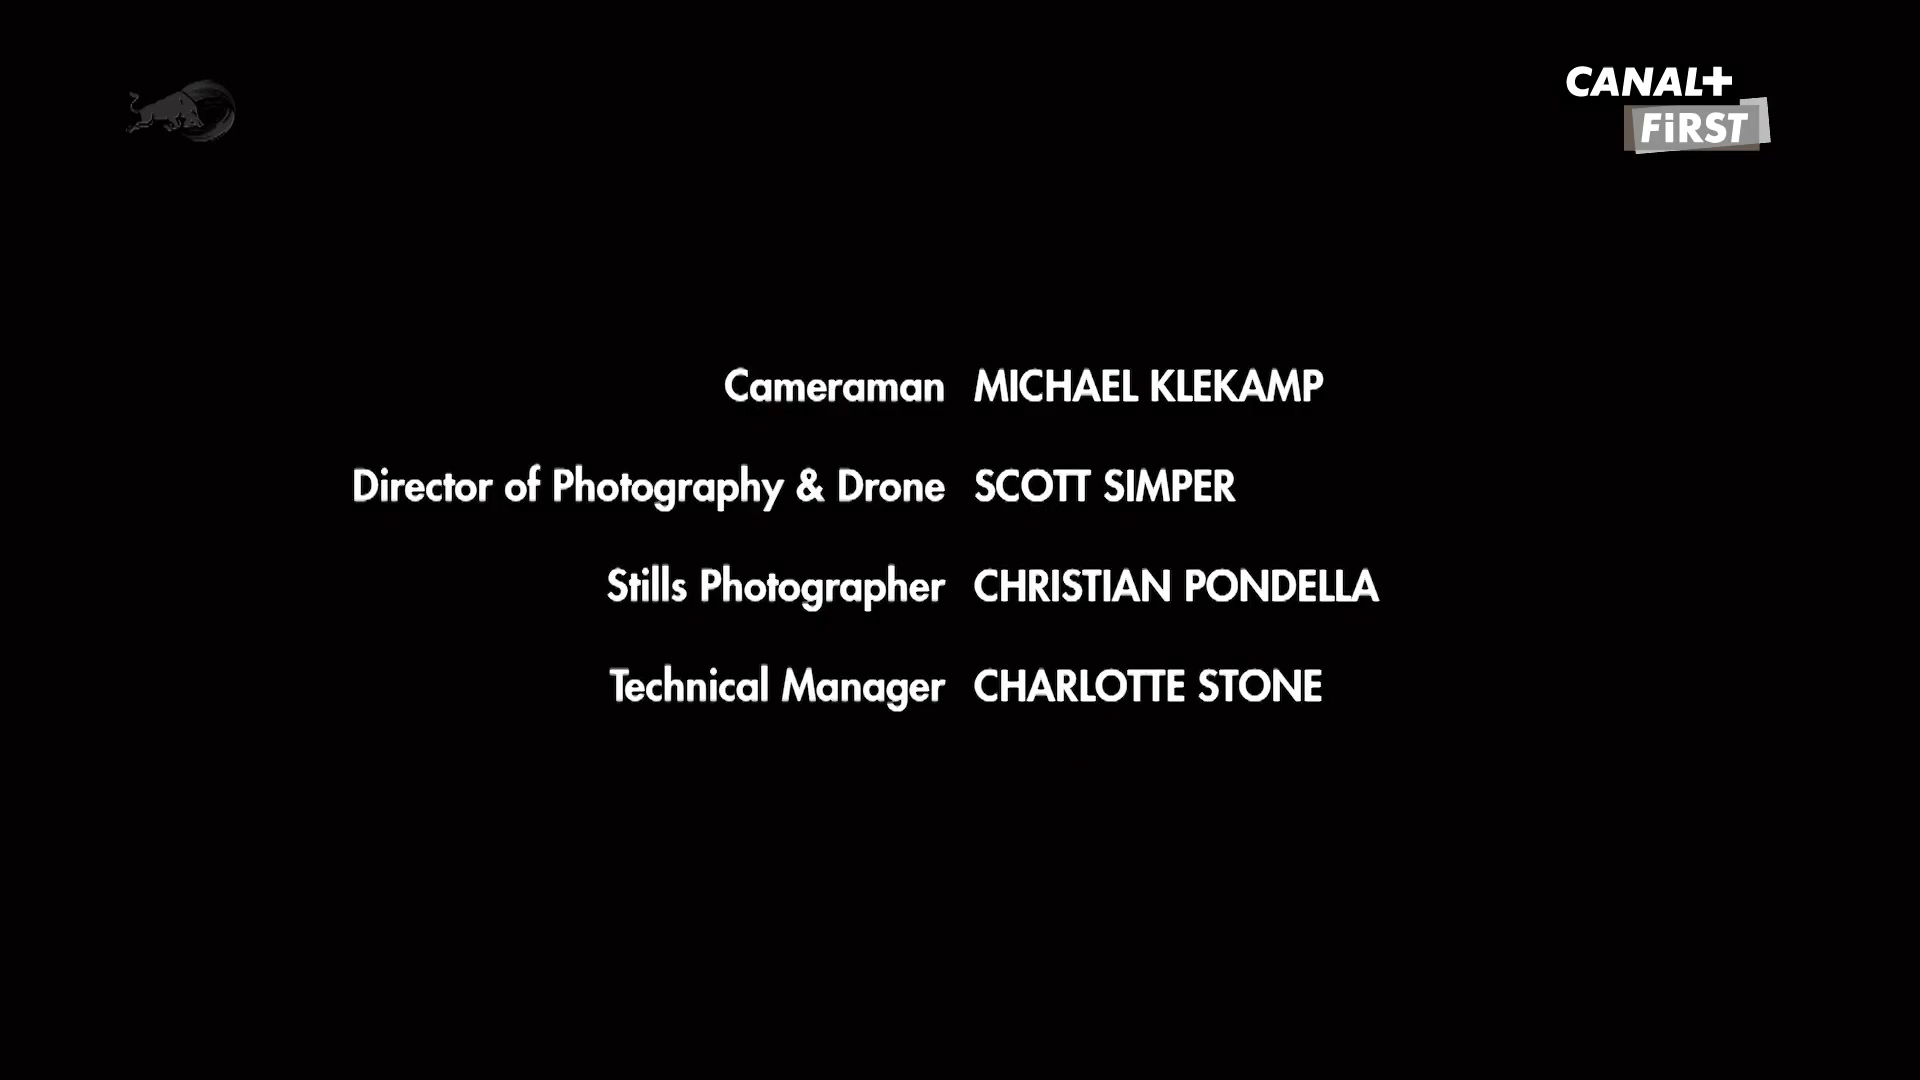 CANAL+
FiRST
Cameraman MICHAEL KLEKAMP
Director of Photography & Drone SCOTT SIMPER
Stills Photographer CHRISTIAN PONDELLA
Technical Manager CHARLOTTE STONE